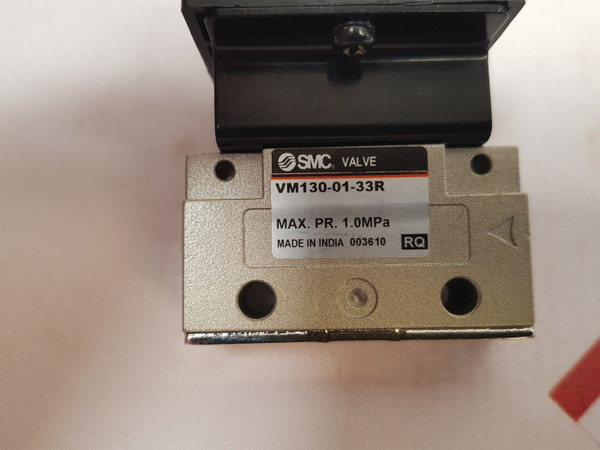 SMC VALVE
VM130-01-33R
MAX. PR. 1.0MPa
MADE IN INDIA 003610 RQ